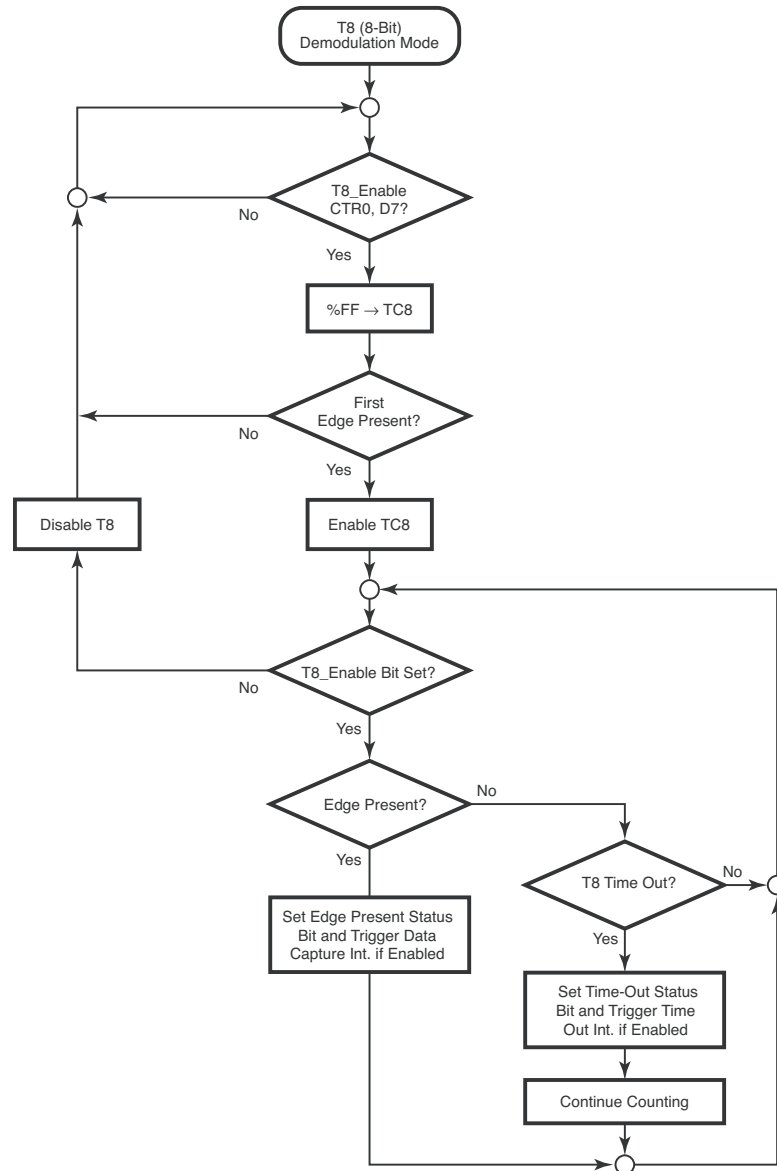 T8 (8-Bit)
Demodulation Mode
T8_Enable
CTR0, D7?
No
Yes
%FF → TC8
First
Edge Present?
No
Yes
Disable T8
Enable TC8
T8_Enable Bit Set?
No
Yes
Edge Present?
No
Yes
T8 Time Out?
No
Yes
Set Edge Present Status
Bit and Trigger Data
Capture Int. if Enabled
Set Time-Out Status
Bit and Trigger Time
Out Int. if Enabled
Continue Counting